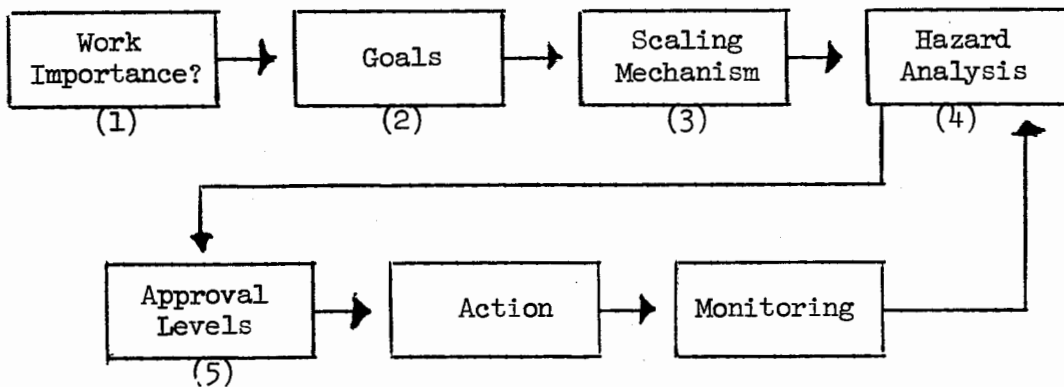 Work
Importance?
(1)
Goals
(2)
Scaling
Mechanism
(3)
Hazard
Analysis
(4)
Approval
Levels
(5)
Action
Monitoring